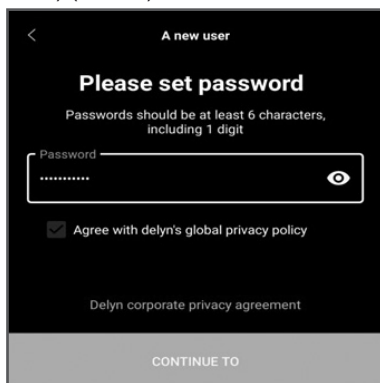 A new user
Please set password
Passwords should be at least 6 characters,
including 1 digit
Password
•••••••••••
Agree with delyn's global privacy policy
Delyn corporate privacy agreement
CONTINUE TO